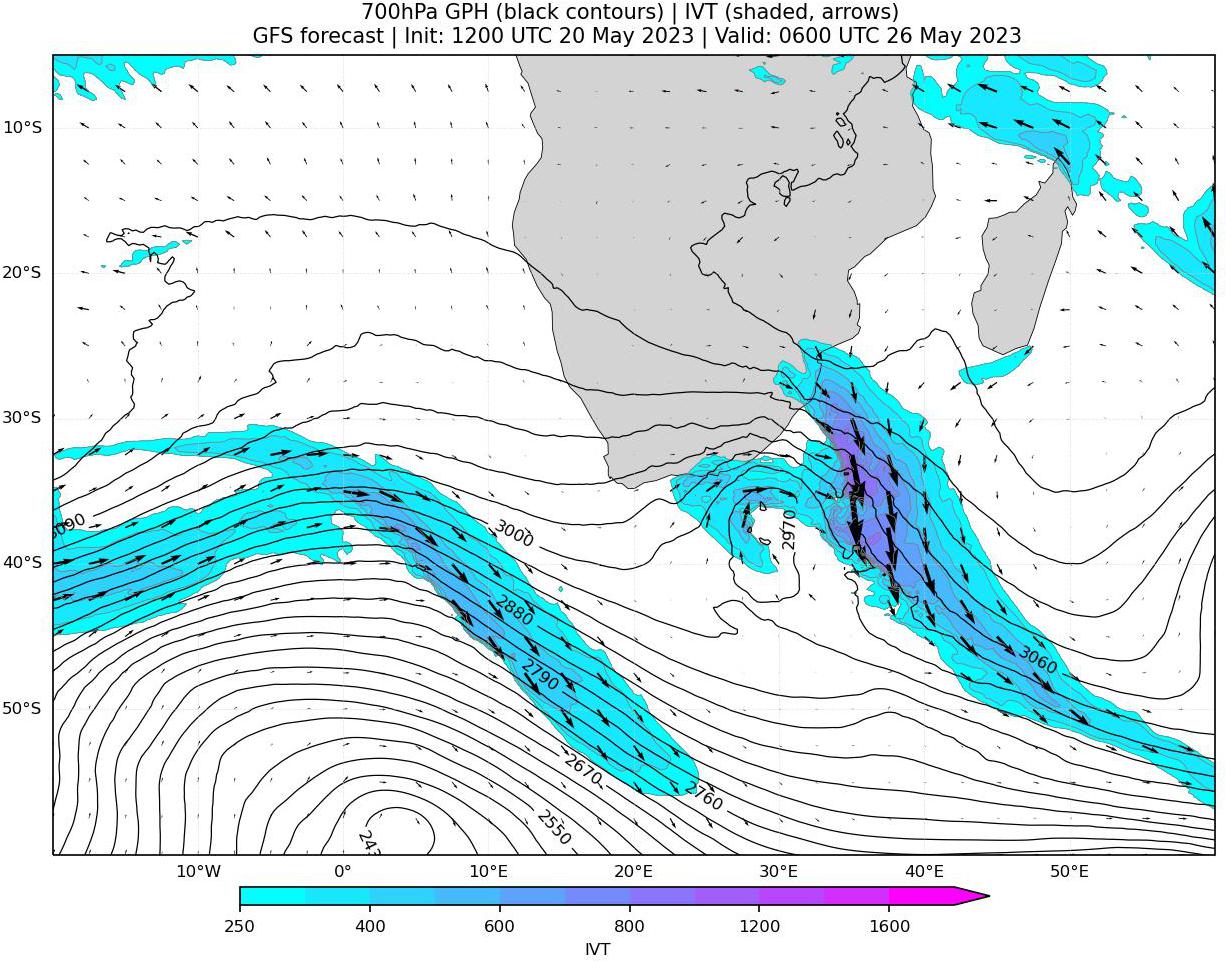 700hPa GPH (black contours) | IVT (shaded, arrows)
GFS forecast | Init: 1200 UTC 20 May 2023 | Valid: 0600 UTC 26 May 2023
10°S
20°S
30°S
40°S
50°S
3000
2970
2880
3060
2790
2670
2760
2550
10°W
0°
10°E
20°E
30°E
40°E
50°E
250
400
600
800
1200
1600
IVT